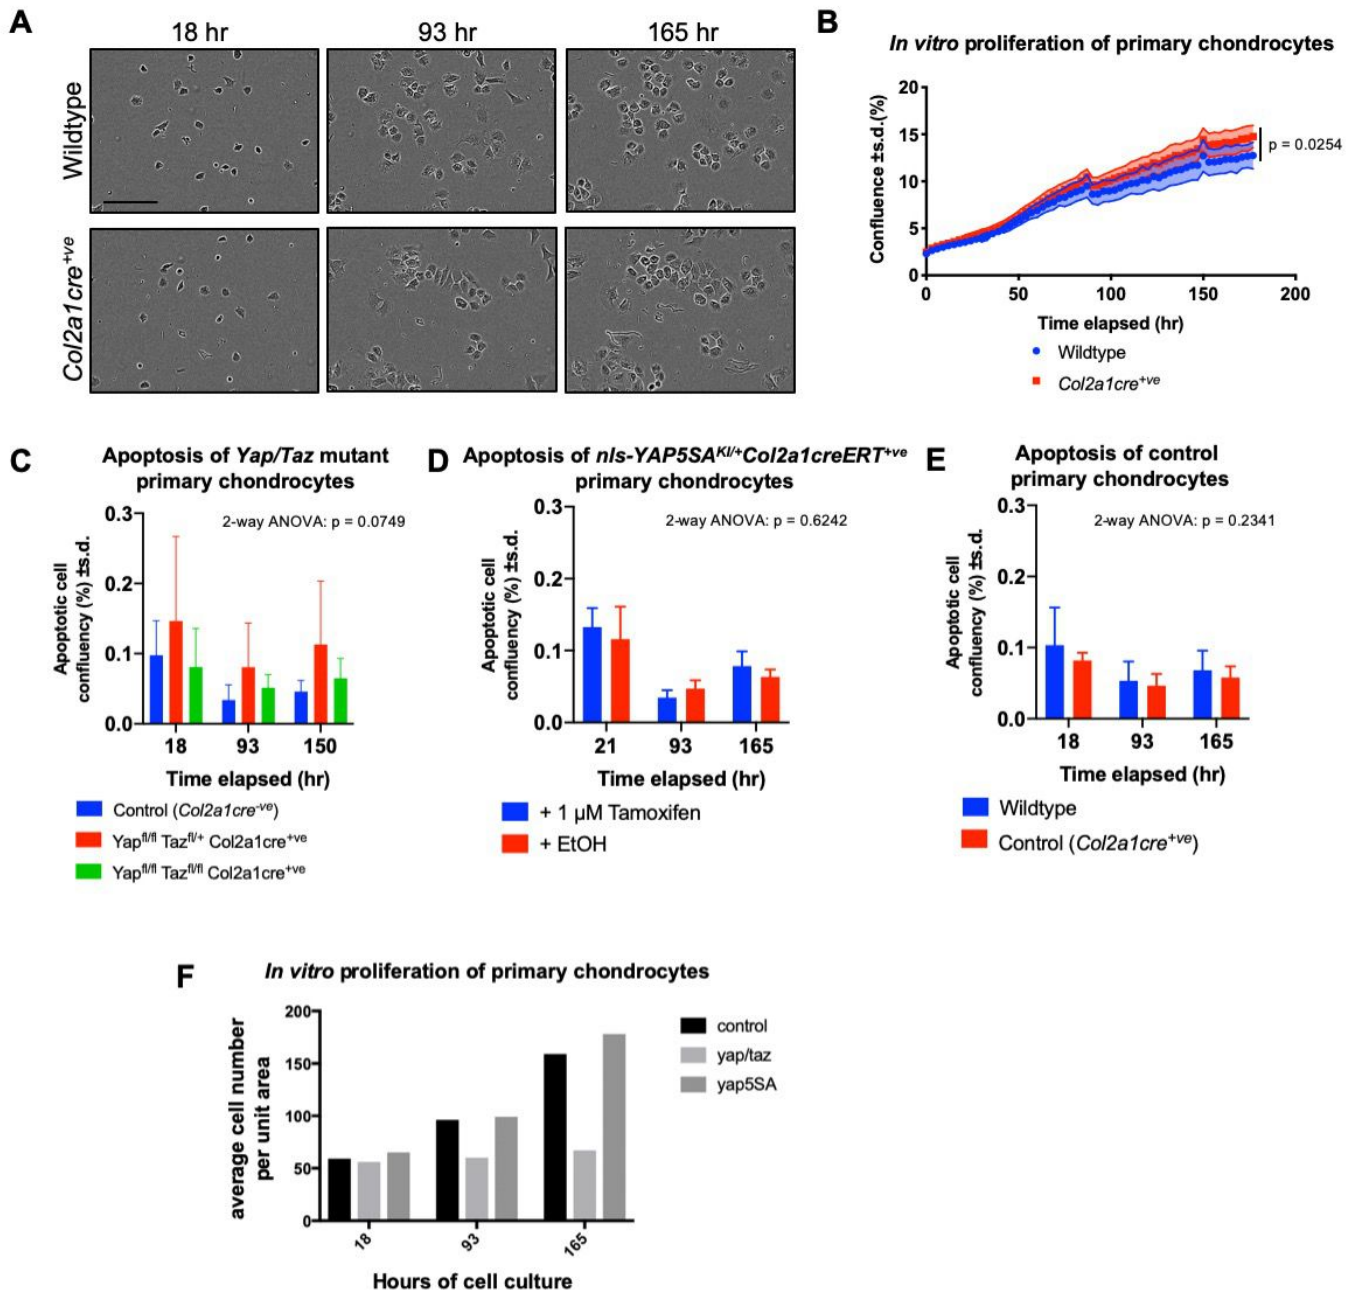 A
18 hr
93 hr
165 hr
Wildtype
Col2a1cre+ve
B
In vitro proliferation of primary chondrocytes
Confluence ±s.d.(%)
20
15
10
5
0
p = 0.0254
0
50
100
150
200
Time elapsed (hr)
Wildtype
Col2a1cre+ve
C
Apoptosis of Yap/Taz mutant
primary chondrocytes
2-way ANOVA: p = 0.0749
Apoptotic cell
confluency (%) ±s.d.
0.3
0.2
0.1
0.0
18
93
150
Time elapsed (hr)
Control (Col2a1cre-ve)
Yapfl/fl Tazfl/+ Col2a1cre+ve
Yapfl/fl Tazfl/fl Col2a1cre+ve
D
Apoptosis of nls-YAP5SAKI/+Col2a1creERT+ve
primary chondrocytes
2-way ANOVA: p = 0.6242
Apoptotic cell
confluency (%) ±s.d.
0.3
0.2
0.1
0.0
21
93
165
Time elapsed (hr)
+ 1 µM Tamoxifen
+ EtOH
E
Apoptosis of control
primary chondrocytes
2-way ANOVA: p = 0.2341
Apoptotic cell
confluency (%) ±s.d.
0.3
0.2
0.1
0.0
18
93
165
Time elapsed (hr)
Wildtype
Control (Col2a1cre+ve)
F
In vitro proliferation of primary chondrocytes
average cell number
per unit area
200
150
100
50
0
18
93
165
Hours of cell culture
control
yap/taz
yap5SA